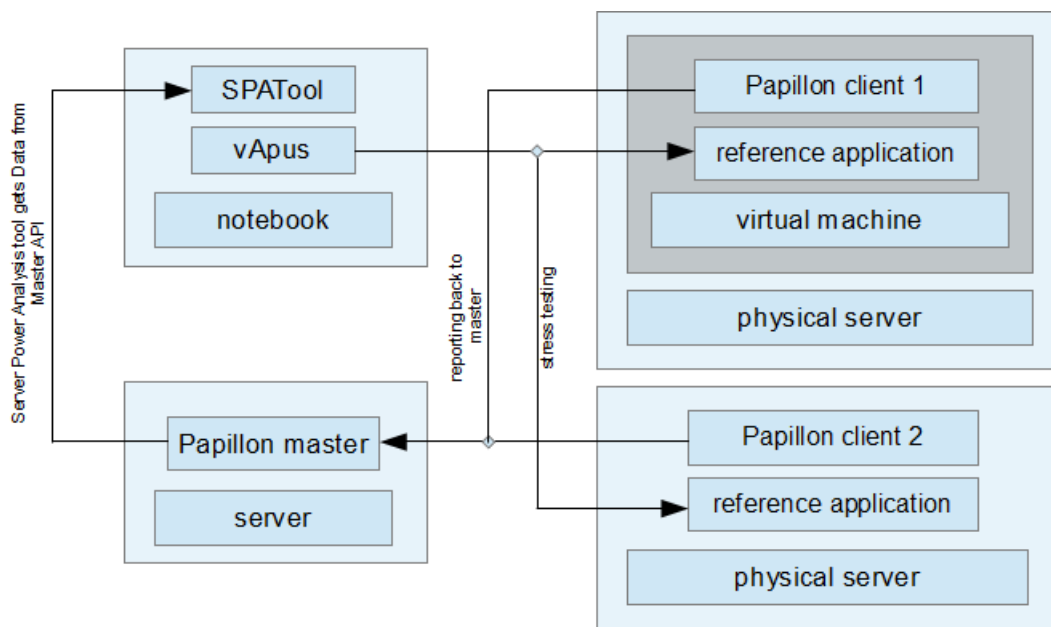 SPATool
vApus
notebook
Server Power Analysis tool gets Data from
Master API
Papillon master
server
reporting back to
master
stress testing
Papillon client 1
reference application
virtual machine
physical server
Papillon client 2
reference application
physical server